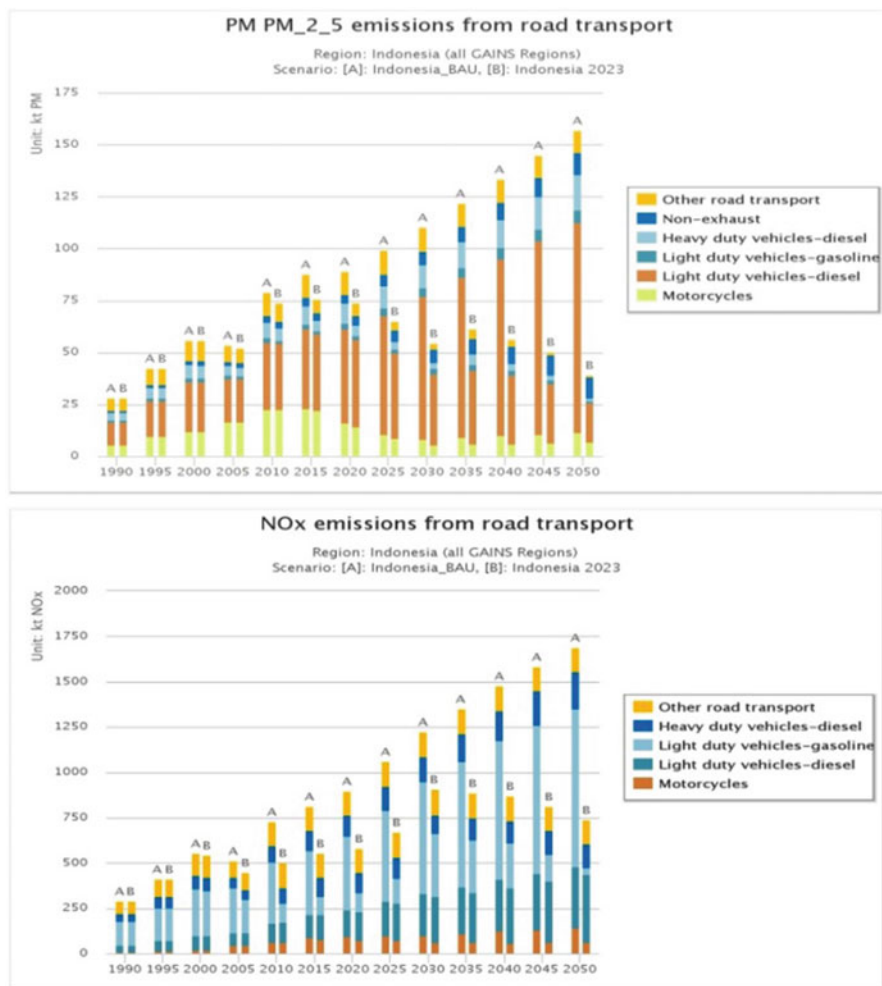 PM PM_2_5 emissions from road transport
Region: Indonesia (all GAINS Regions)
Scenario: [A]: Indonesia_BAU, [B]: Indonesia 2023
Unit: kt PM
175
150
125
100
75
50
25
0
A B A B A B A B A B A B A B A B A B A B A B A B A B
1990 1995 2000 2005 2010 2015 2020 2025 2030 2035 2040 2045 2050
Other road transport
Non-exhaust
Heavy duty vehicles-diesel
Light duty vehicles-gasoline
Light duty vehicles-diesel
Motorcycles
NOx emissions from road transport
Region: Indonesia (all GAINS Regions)
Scenario: [A]: Indonesia_BAU, [B]: Indonesia 2023
Unit: kt NOx
2000
1750
1500
1250
1000
750
500
250
0
A B A B A B A B A B A B A B A B A B A B A B A B A B
1990 1995 2000 2005 2010 2015 2020 2025 2030 2035 2040 2045 2050
Other road transport
Heavy duty vehicles-diesel
Light duty vehicles-gasoline
Light duty vehicles-diesel
Motorcycles